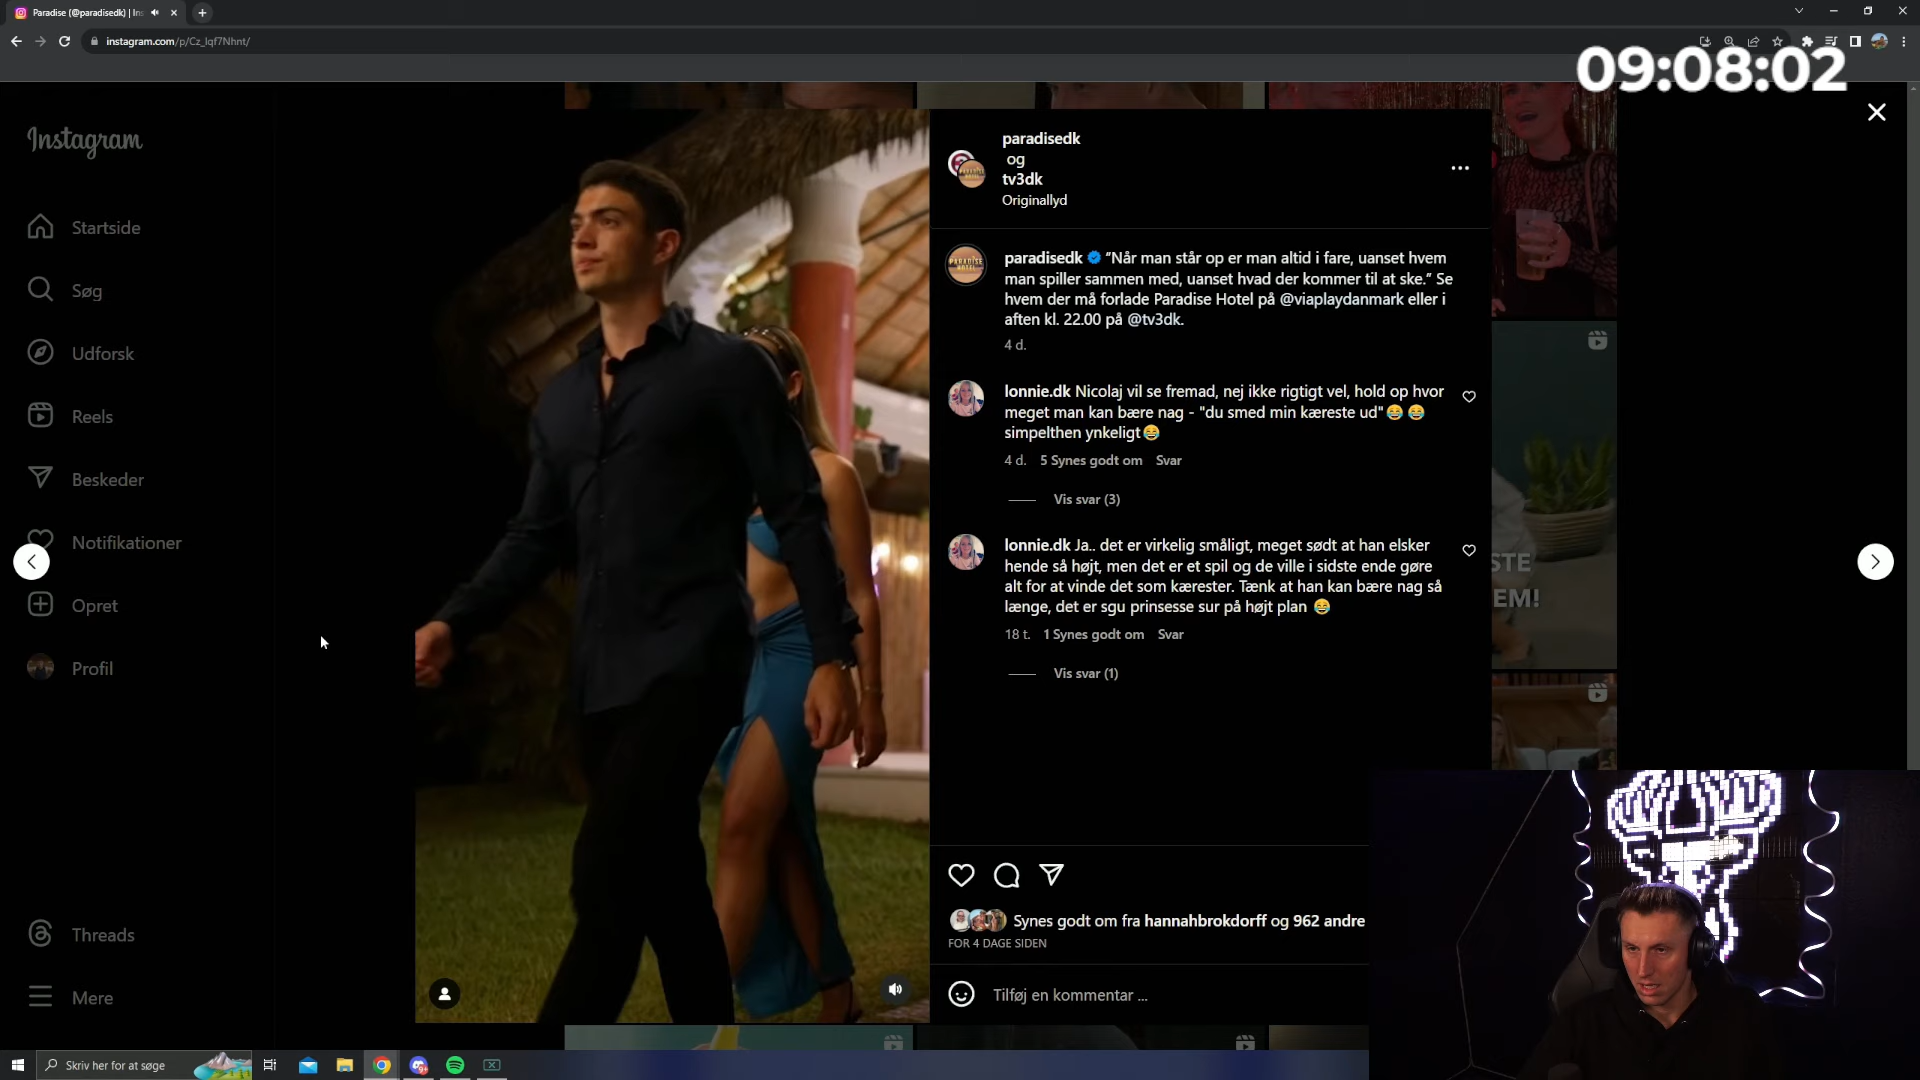 Paradise (@paradisedk) | In
instagram.com/p/Cz_lqf7Nhnt/
09:08:02
Instagram
Startside
Søg
Udforsk
Reels
Beskeder
Notifikationer
Opret
Profil
Threads
Mere
paradisedk
og
tv3dk
Originallyd
paradisedk "Når man står op er man altid i fare, uanset hvem
man spiller sammen med, uanset hvad der kommer til at ske." Se
hvem der må forlade Paradise Hotel på @viaplaydanmark eller i
aften kl. 22.00 på @tv3dk.
4 d.
lonnie.dk Nicolaj vil se fremad, nej ikke rigtigt vel, hold op hvor
meget man kan bære nag - "du smed min kæreste ud"😂 😂
simpelthen ynkeligt😂
4 d. 5 Synes godt om Svar
Vis svar (3)
lonnie.dk Ja.. det er virkelig småligt, meget sødt at han elsker
hende så højt, men det er et spil og de ville i sidste ende gøre
alt for at vinde det som kærester. Tænk at han kan bære nag så
længe, det er sgu prinsesse sur på højt plan 😂
18 t. 1 Synes godt om Svar
Vis svar (1)
STE
EM!
Synes godt om fra hannahbrokdorff og 962 andre
FOR 4 DAGE SIDEN
Tilføj en kommentar ...
Skriv her for at søge